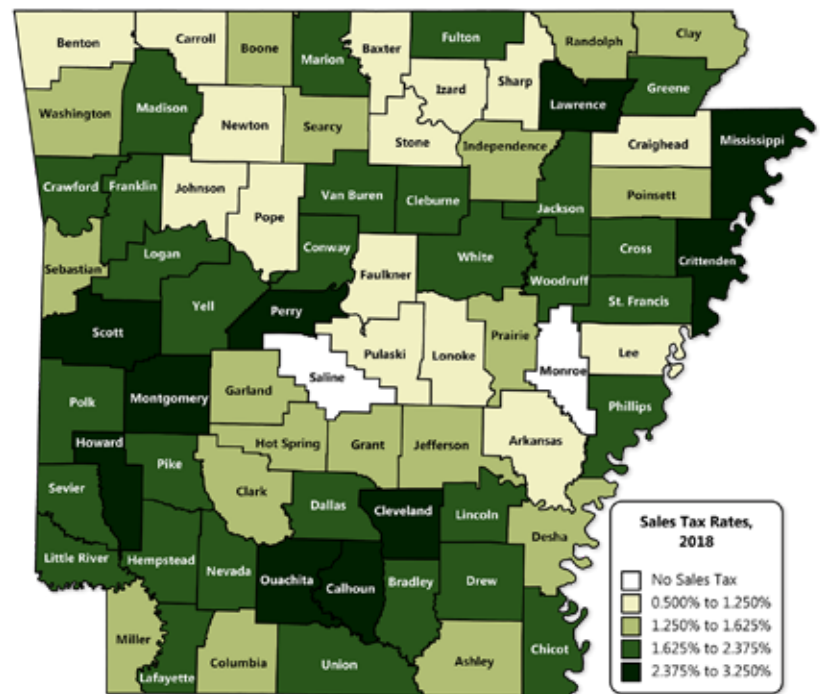 Benton
Carroll
Boone
Marion
Baxter
Fulton
Randolph
Clay
Izard
Sharp
Lawrence
Greene
Washington
Madison
Newton
Searcy
Stone
Independence
Craighead
Mississippi
Crawford
Franklin
Johnson
Pope
Van Buren
Cleburne
Jackson
Poinsett
Sebastian
Logan
Conway
Faulkner
White
Woodruff
Cross
Crittenden
St. Francis
Scott
Yell
Perry
Pulaski
Lonoke
Prairie
Monroe
Lee
Saline
Polk
Montgomery
Garland
Phillips
Howard
Hot Spring
Grant
Jefferson
Arkansas
Sevier
Pike
Clark
Dallas
Cleveland
Lincoln
Desha
Little River
Hempstead
Nevada
Ouachita
Calhoun
Bradley
Drew
Miller
Lafayette
Columbia
Union
Ashley
Chicot
Sales Tax Rates,
2018
No Sales Tax
0.500% to 1.250%
1.250% to 1.625%
1.625% to 2.375%
2.375% to 3.250%